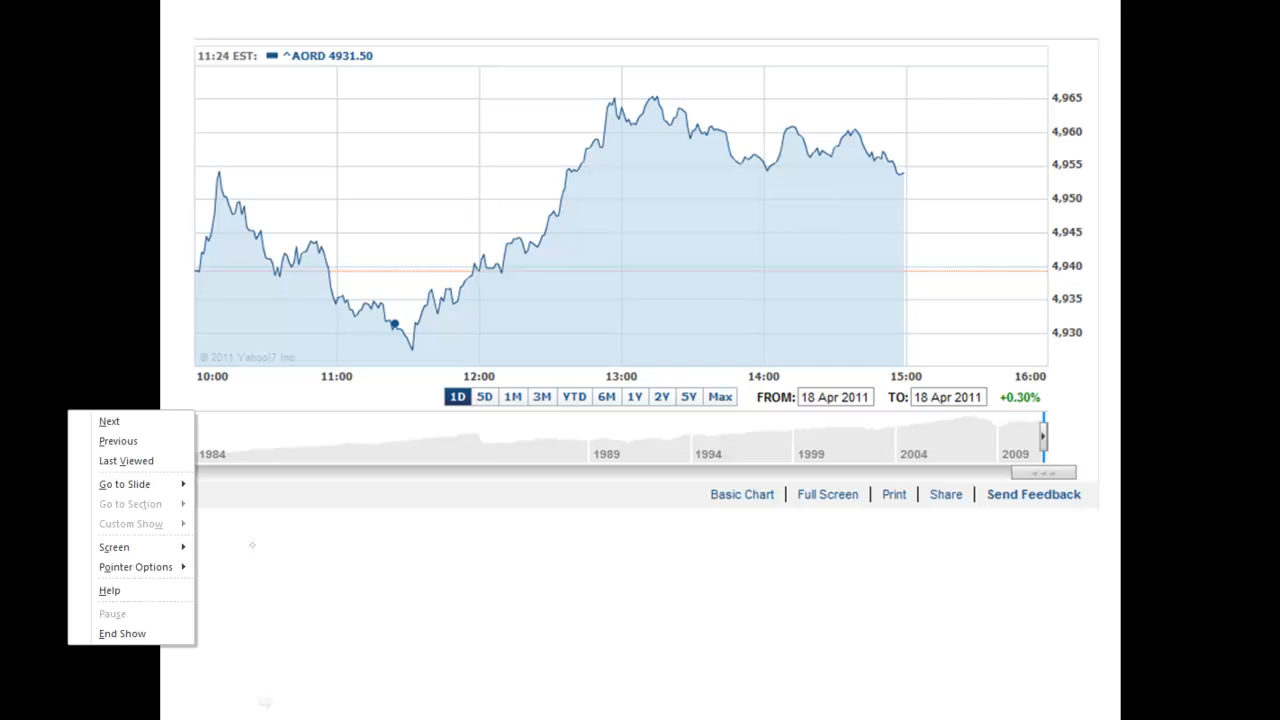 11:24 EST: ^AORD 4931.50
4,965
4,960
4,955
4,950
4,945
4,940
4,935
4,930
© 2011 Yahoo!7 Inc
10:00 11:00 12:00 13:00 14:00 15:00 16:00
1D 5D 1M 3M YTD 6M 1Y 2Y 5Y Max FROM: 18 Apr 2011 TO: 18 Apr 2011 +0.30%
1984 1989 1994 1999 2004 2009
Basic Chart | Full Screen | Print | Share | Send Feedback
Next
Previous
Last Viewed
Go to Slide
Go to Section
Custom Show
Screen
Pointer Options
Help
Pause
End Show